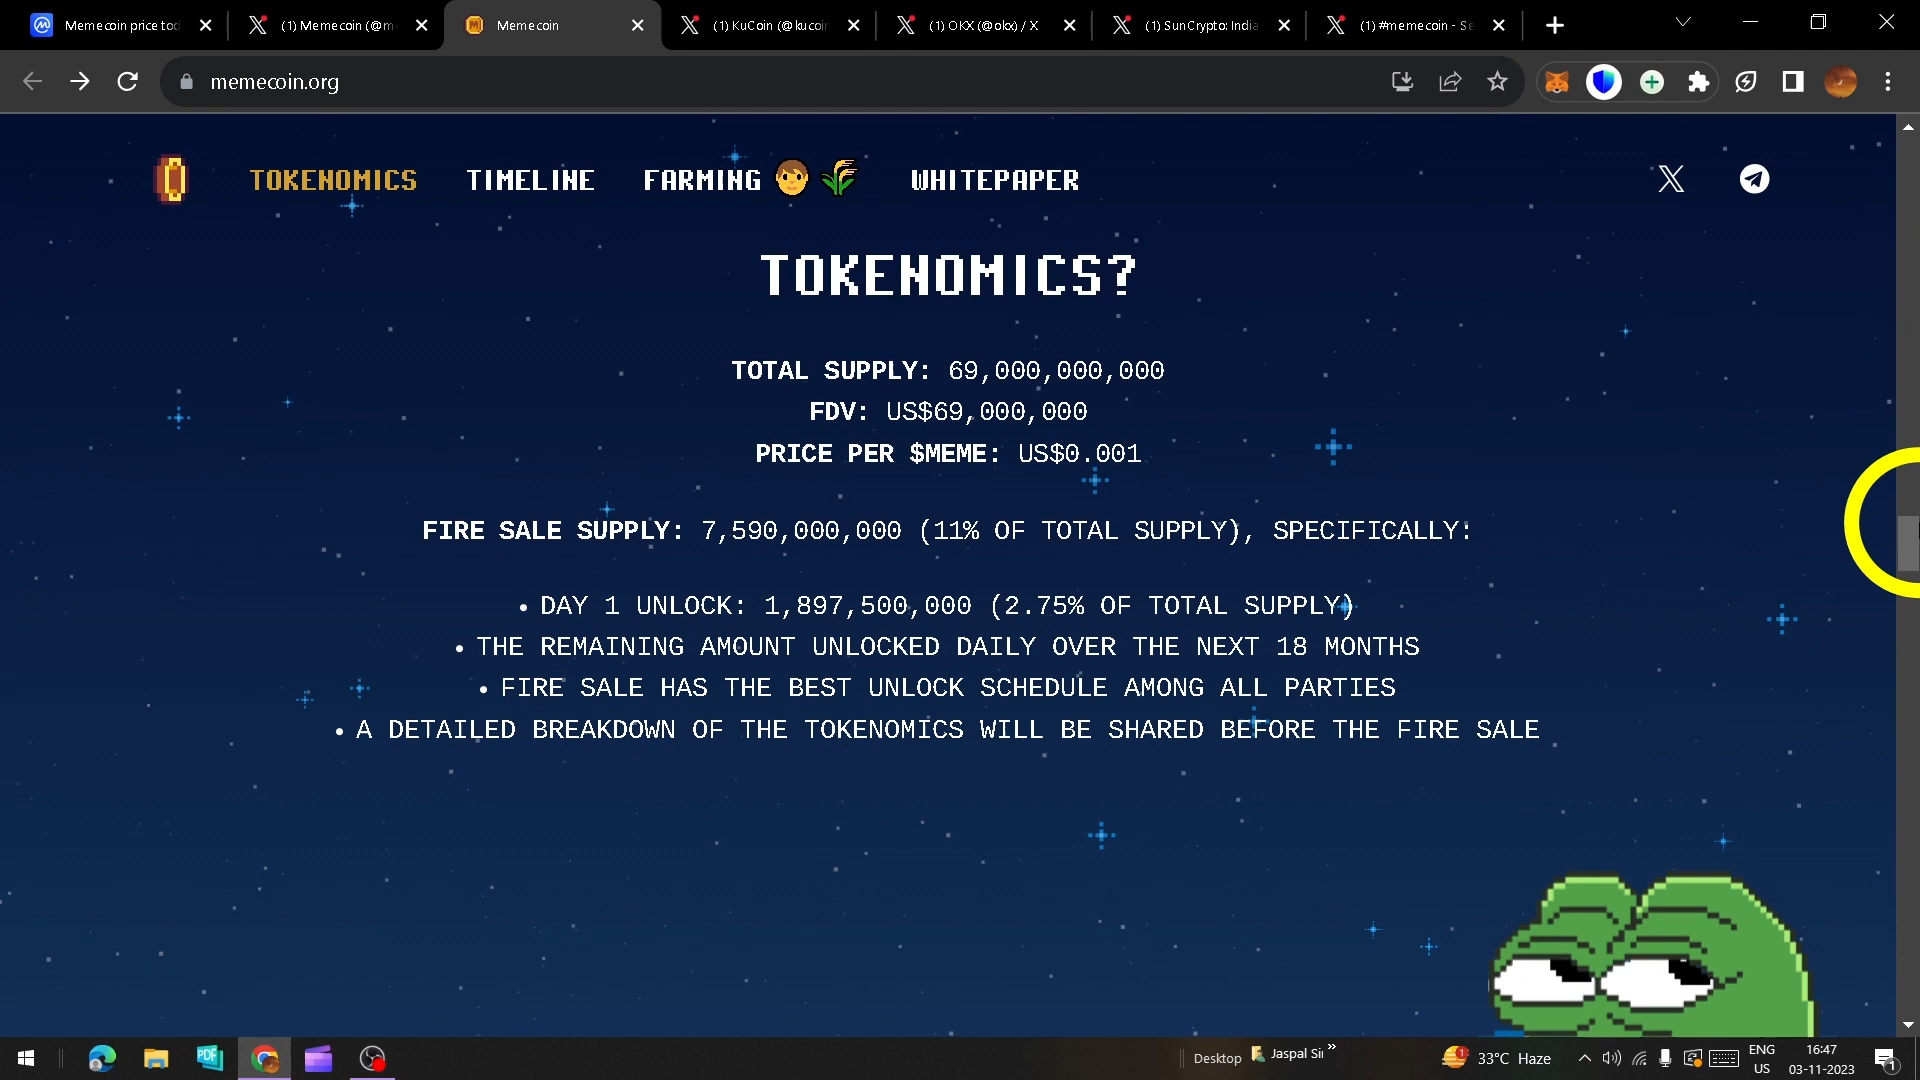 Memecoin price tod
(1) Memecoin (@m
Memecoin
(1) KuCoin (@kucoin
(1) OKX (@okx) / X
(1) SunCrypto: India
(1) #memecoin - Se
memecoin.org
TOKENOMICS
TIMELINE
FARMING
WHITEPAPER
TOKENOMICS?
TOTAL SUPPLY: 69,000,000,000
FDV: US$69,000,000
PRICE PER $MEME: US$0.001
FIRE SALE SUPPLY: 7,590,000,000 (11% OF TOTAL SUPPLY), SPECIFICALLY:
• DAY 1 UNLOCK: 1,897,500,000 (2.75% OF TOTAL SUPPLY)
• THE REMAINING AMOUNT UNLOCKED DAILY OVER THE NEXT 18 MONTHS
• FIRE SALE HAS THE BEST UNLOCK SCHEDULE AMONG ALL PARTIES
• A DETAILED BREAKDOWN OF THE TOKENOMICS WILL BE SHARED BEFORE THE FIRE SALE
PDF
Desktop
Jaspal Sir
»
1
33°C Haze
ENG
US
16:47
03-11-2023
1